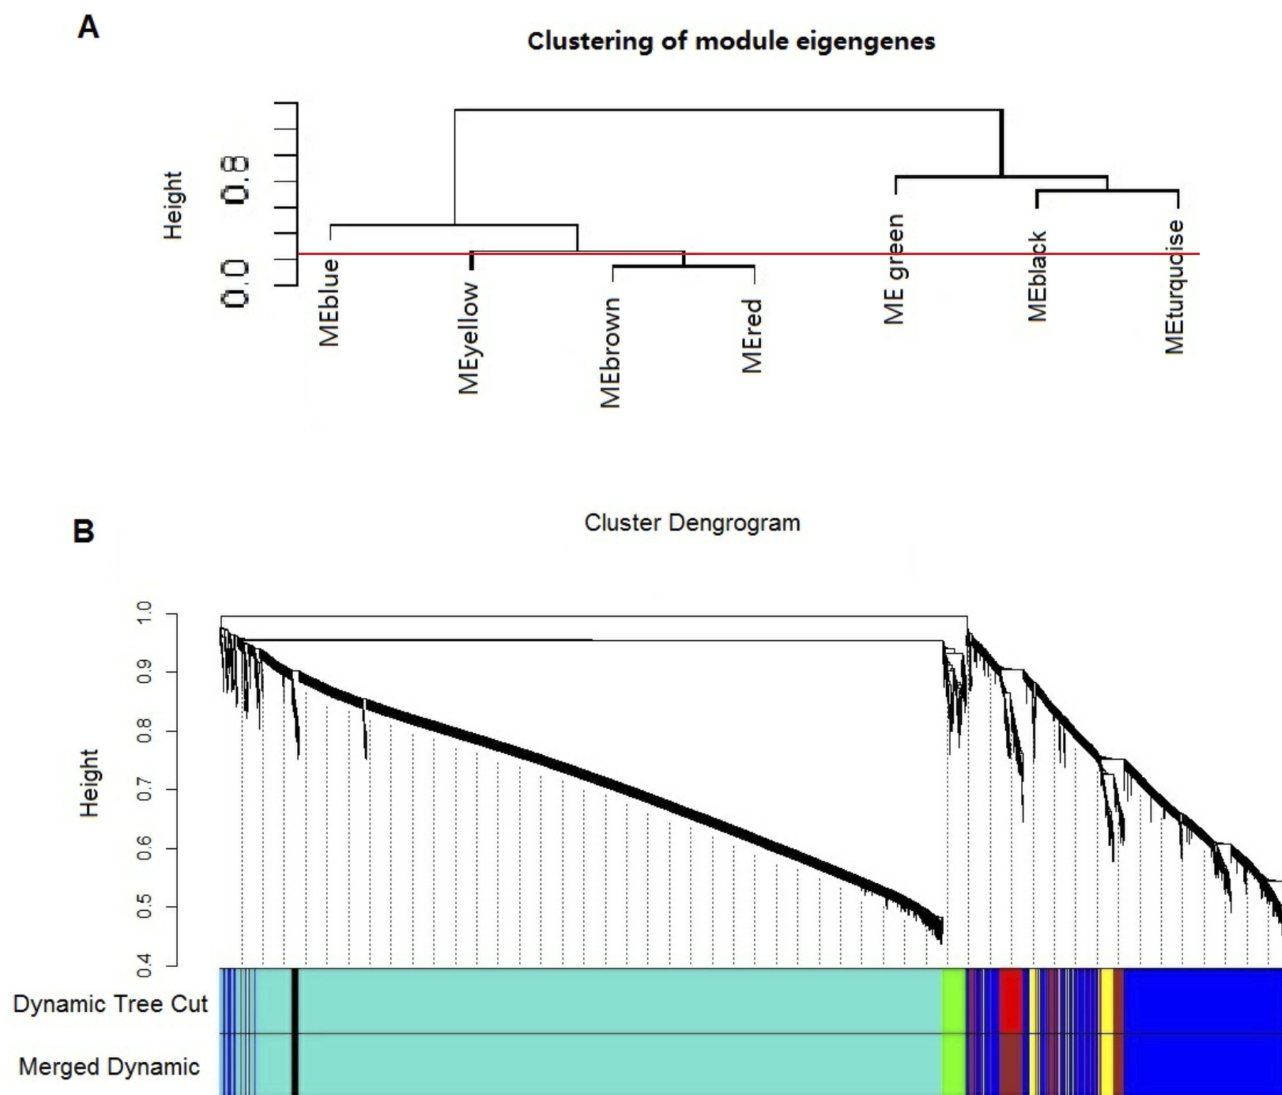 A
Clustering of module eigengenes
Height
0.8
0.0
MEblue
MEyellow
MEbrown
MEred
ME green
MEblack
MEturquoise
B
Cluster Dengrogram
Height
1.0
0.9
0.8
0.7
0.6
0.5
0.4
Dynamic Tree Cut
Merged Dynamic